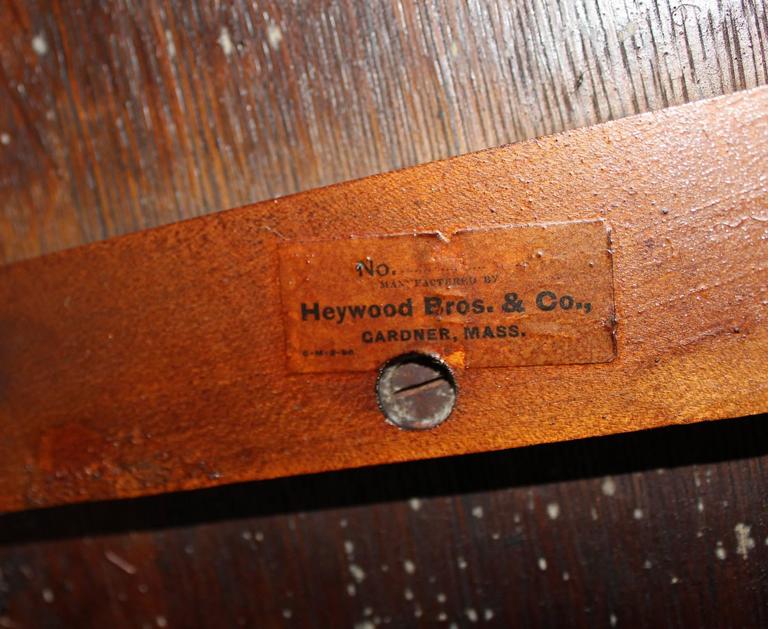 No.
MANUFACTURED BY
Heywood Bros. & Co.,
GARDNER, MASS.